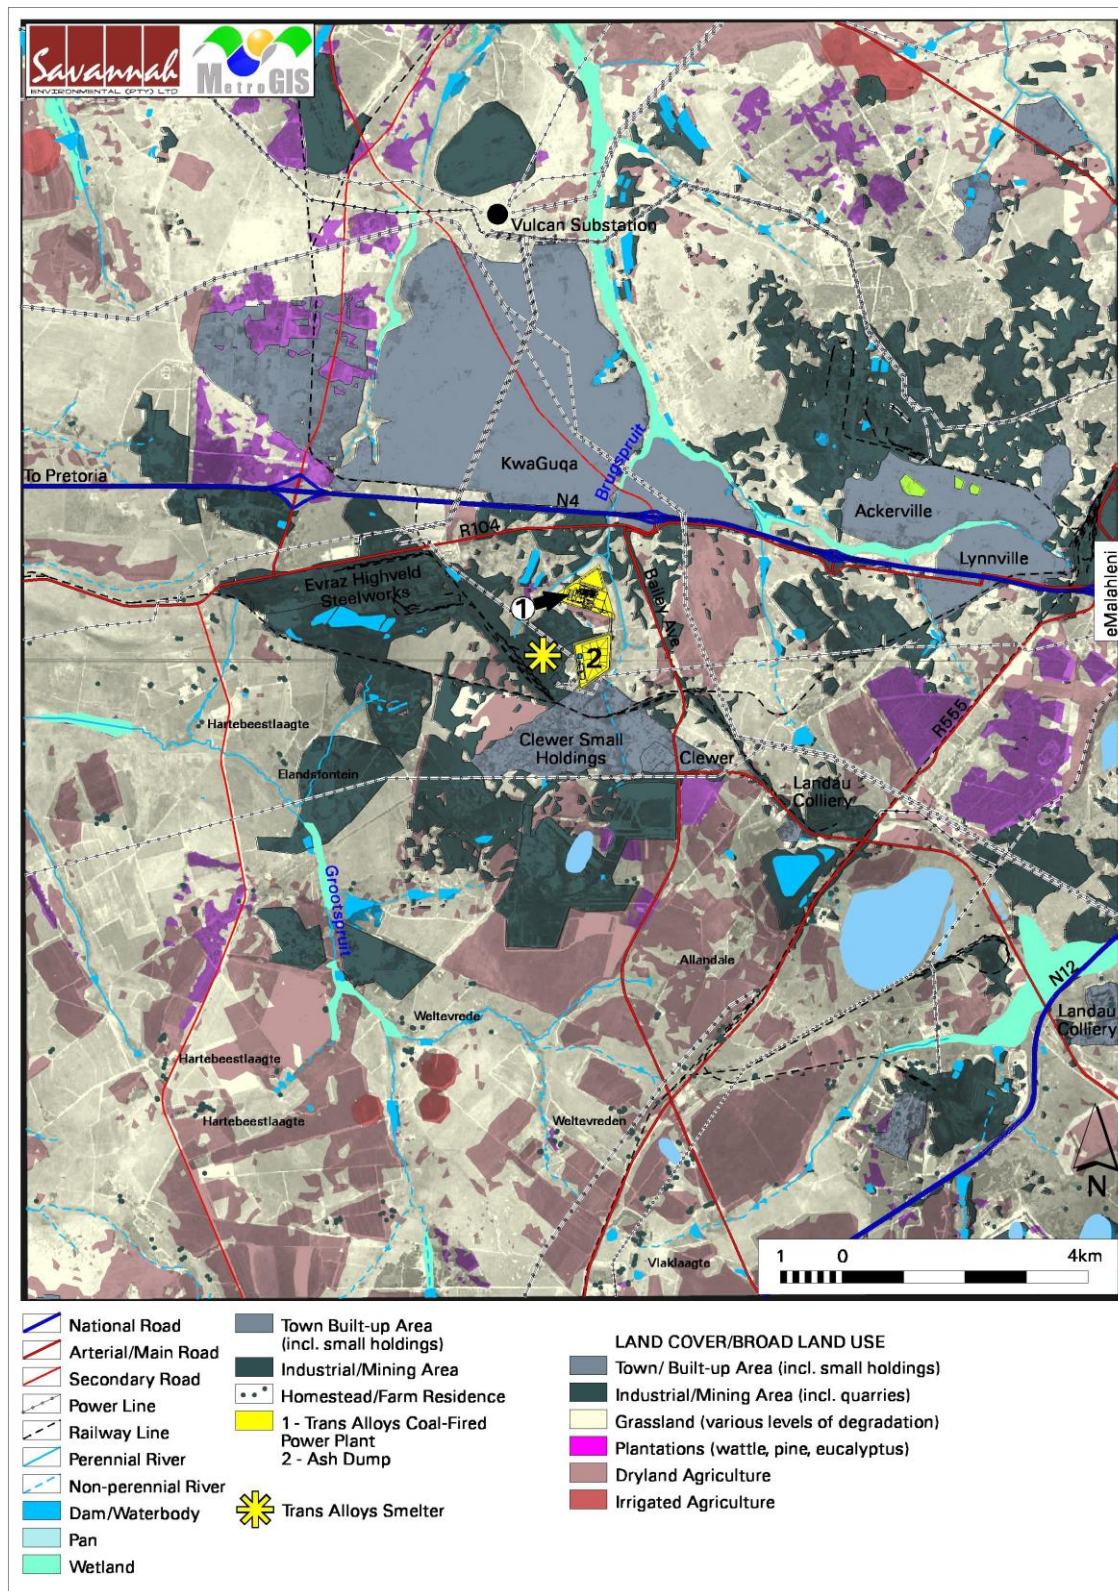 Savannah
ENVIRONMENTAL (PTY) LTD
MetroGIS
Vulcan Substation
To Pretoria
KwaGuqa
Brugspruit
N4
R104
Ackerville
Lynnville
eMalahleni
Evraz Highveld
Steelworks
Bailey Ave
1
2
Hartebeestlaagte
Elandsfontein
Clewer Small
Holdings
Clewer
R555
Landau
Colliery
Grootspruit
Allandale
N12
Landau
Colliery
Weltevrede
Hartebeestlaagte
Hartebeestlaagte
Weltevreden
Vlaklaagte
N
1 0 4km
National Road
Arterial/Main Road
Secondary Road
Power Line
Railway Line
Perennial River
Non-perennial River
Dam/Waterbody
Pan
Wetland
Town Built-up Area
(incl. small holdings)
Industrial/Mining Area
Homestead/Farm Residence
1 - Trans Alloys Coal-Fired
Power Plant
2 - Ash Dump
Trans Alloys Smelter
LAND COVER/BROAD LAND USE
Town/ Built-up Area (incl. small holdings)
Industrial/Mining Area (incl. quarries)
Grassland (various levels of degradation)
Plantations (wattle, pine, eucalyptus)
Dryland Agriculture
Irrigated Agriculture